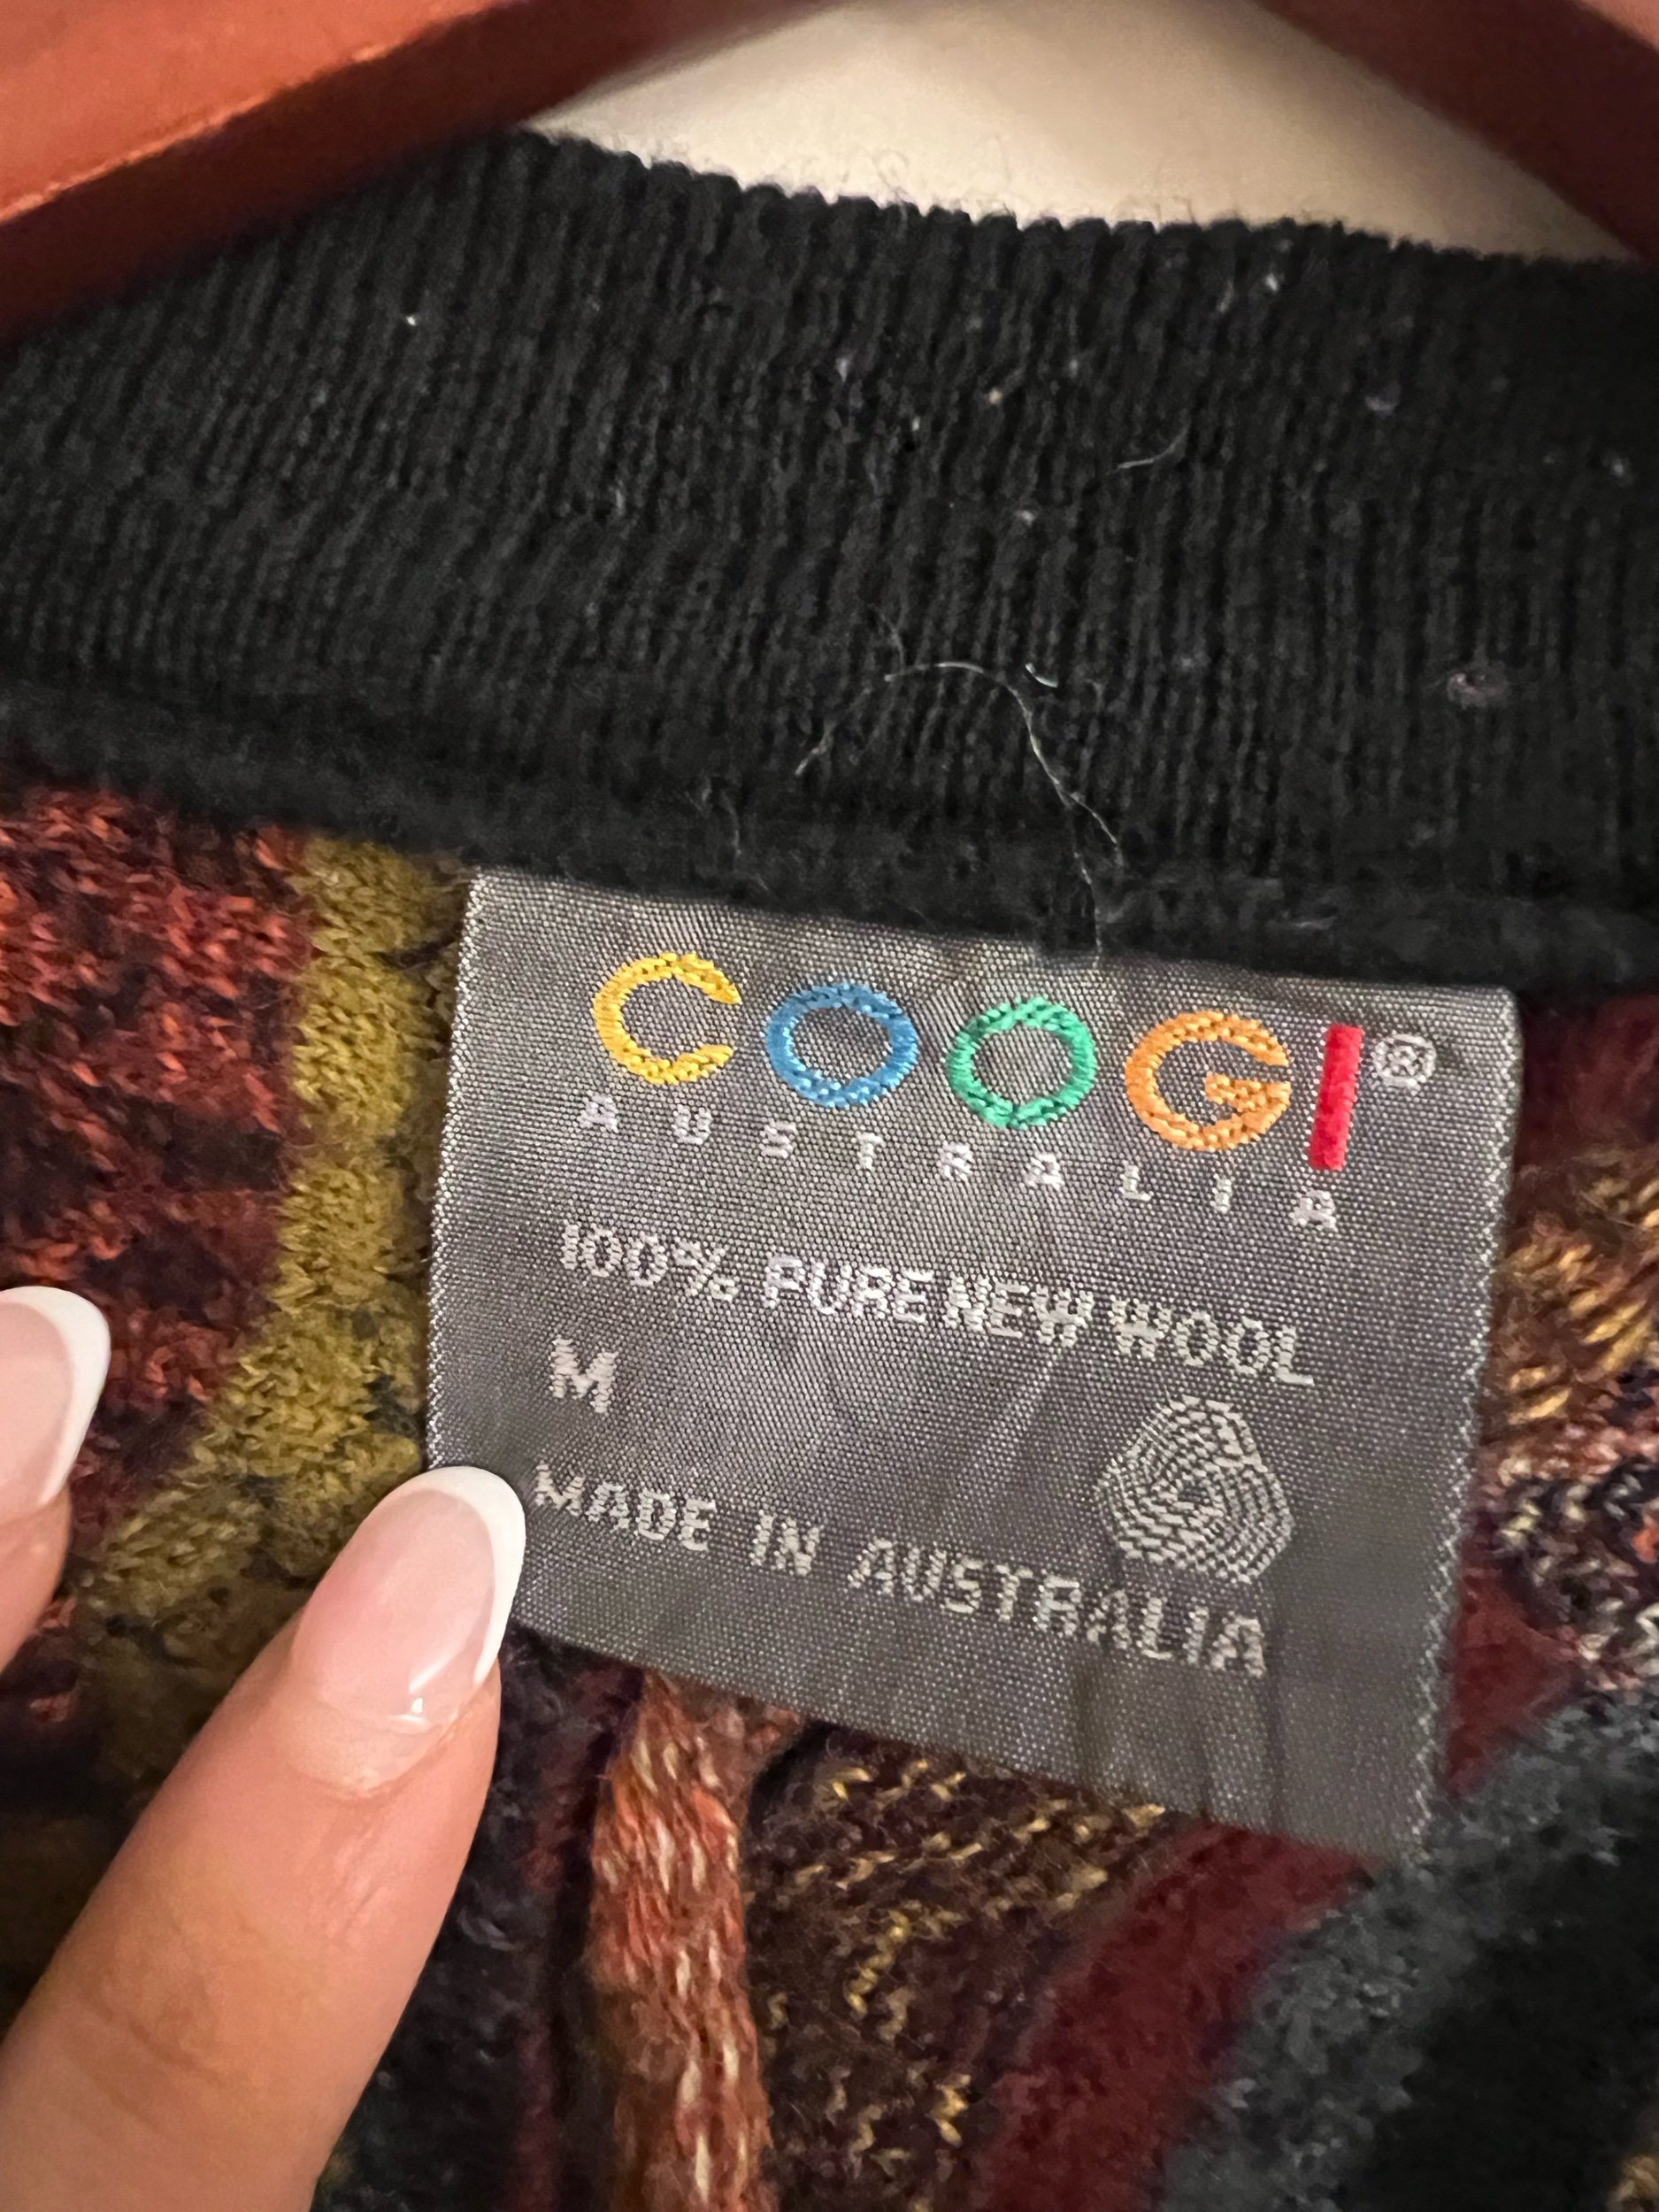 COOGI®
AUSTRALIA
100% PURE NEW WOOL
M
MADE IN AUSTRALIA